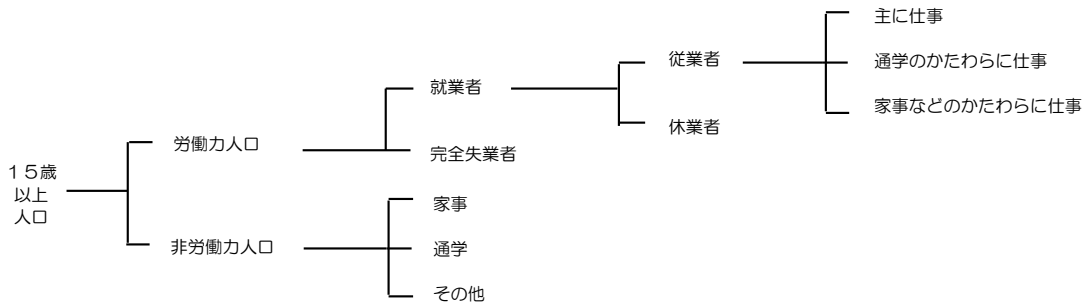 主に仕事
従業者
通学のかたわらに仕事
就業者
家事などのかたわらに仕事
休業者
労働力人口
完全失業者
１５歳
以上
人口
家事
非労働力人口
通学
その他